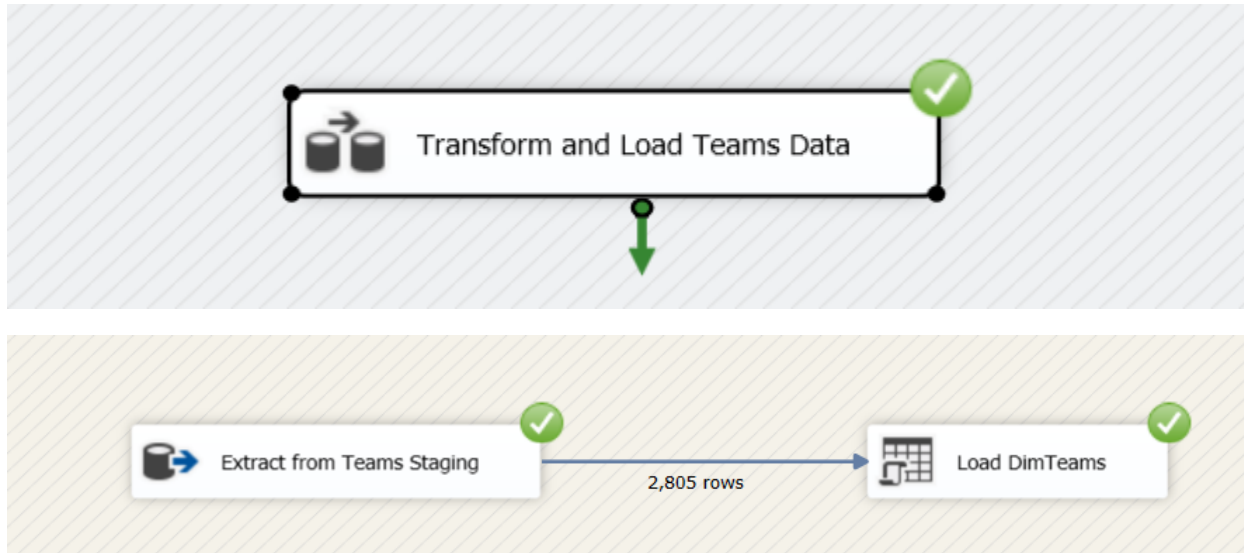 Transform and Load Teams Data
Extract from Teams Staging
2,805 rows
Load DimTeams